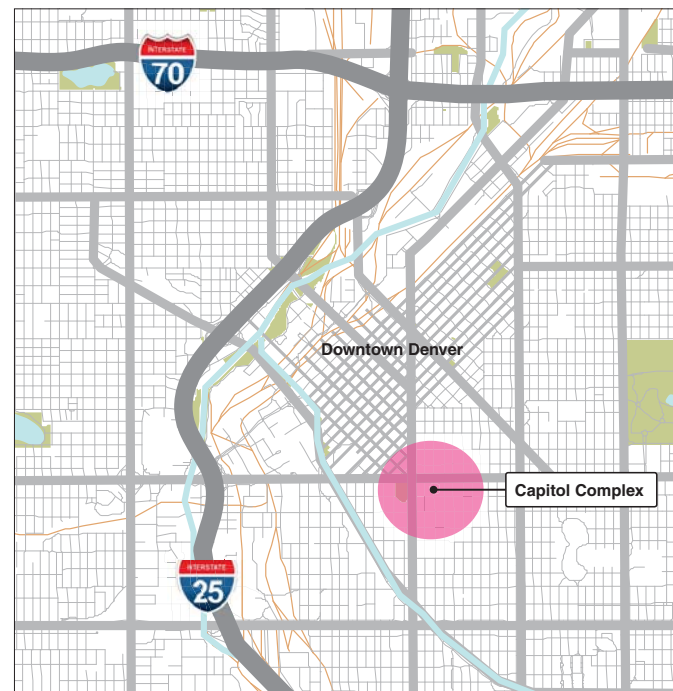 INTERSTATE
70
Downtown Denver
Capitol Complex
INTERSTATE
25